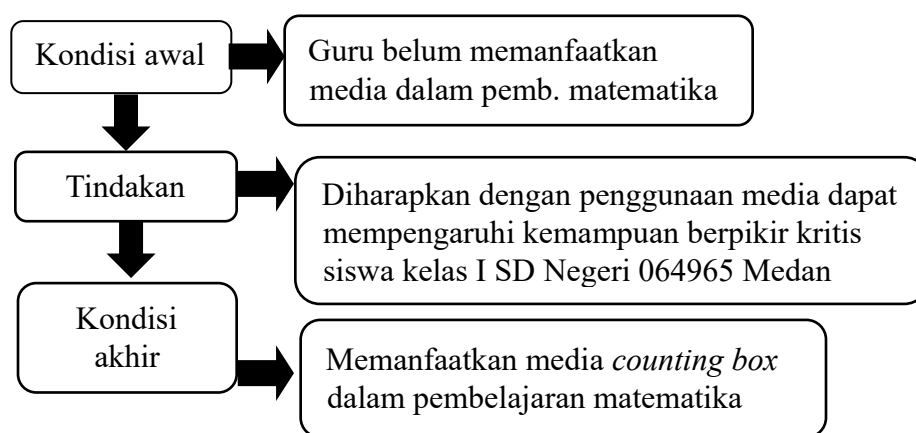 Kondisi awal
Guru belum memanfaatkan
media dalam pemb. matematika
Tindakan
Diharapkan dengan penggunaan media dapat
mempengaruhi kemampuan berpikir kritis
siswa kelas I SD Negeri 064965 Medan
Kondisi
akhir
Memanfaatkan media counting box
dalam pembelajaran matematika